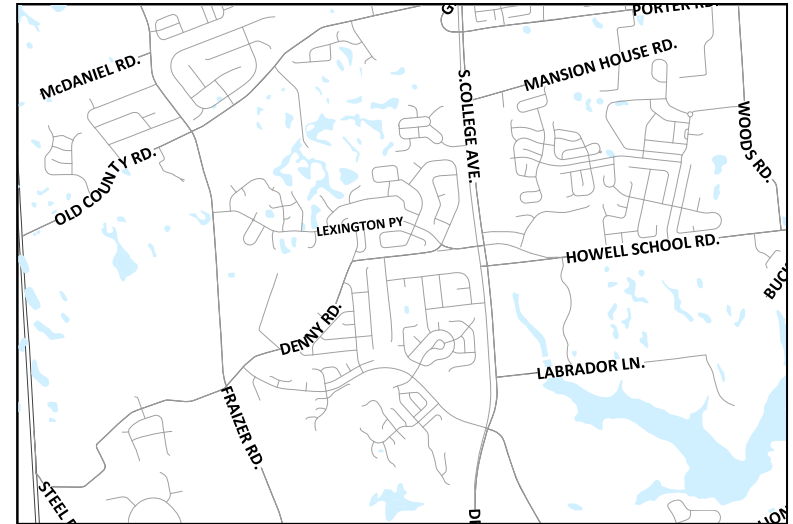 PORTER RD.
McDANIEL RD.
MANSION HOUSE RD.
S.COLLEGE AVE.
WOODS RD.
OLD COUNTY RD.
LEXINGTON PY
HOWELL SCHOOL RD.
DENNY RD.
LABRADOR LN.
FRAIZER RD.